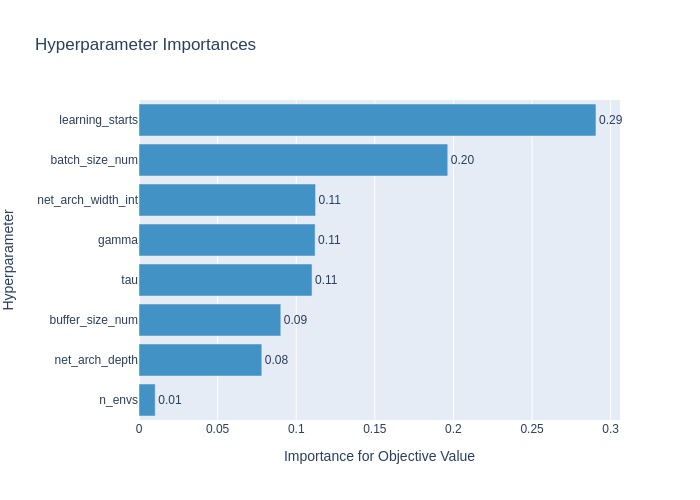 Hyperparameter Importances
Hyperparameter
learning_starts 0.29
batch_size_num 0.20
net_arch_width_int 0.11
gamma 0.11
tau 0.11
buffer_size_num 0.09
net_arch_depth 0.08
n_envs 0.01
0 0.05 0.1 0.15 0.2 0.25 0.3
Importance for Objective Value